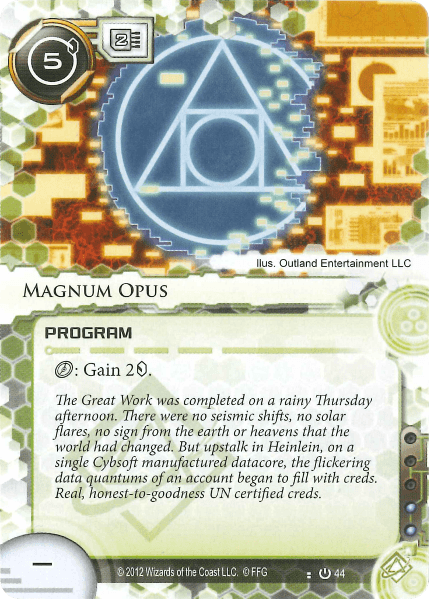 5
2
Ilus. Outland Entertainment LLC
MAGNUM OPUS
PROGRAM
: Gain 2.
The Great Work was completed on a rainy Thursday
afternoon. There were no seismic shifts, no solar
flares, no sign from the earth or heavens that the
world had changed. But upstalk in Heinlein, on a
single Cybsoft manufactured datacore, the flickering
data quantums of an account began to fill with creds.
Real, honest-to-goodness UN certified creds.
–
© 2012 Wizards of the Coast LLC. © FFG
44